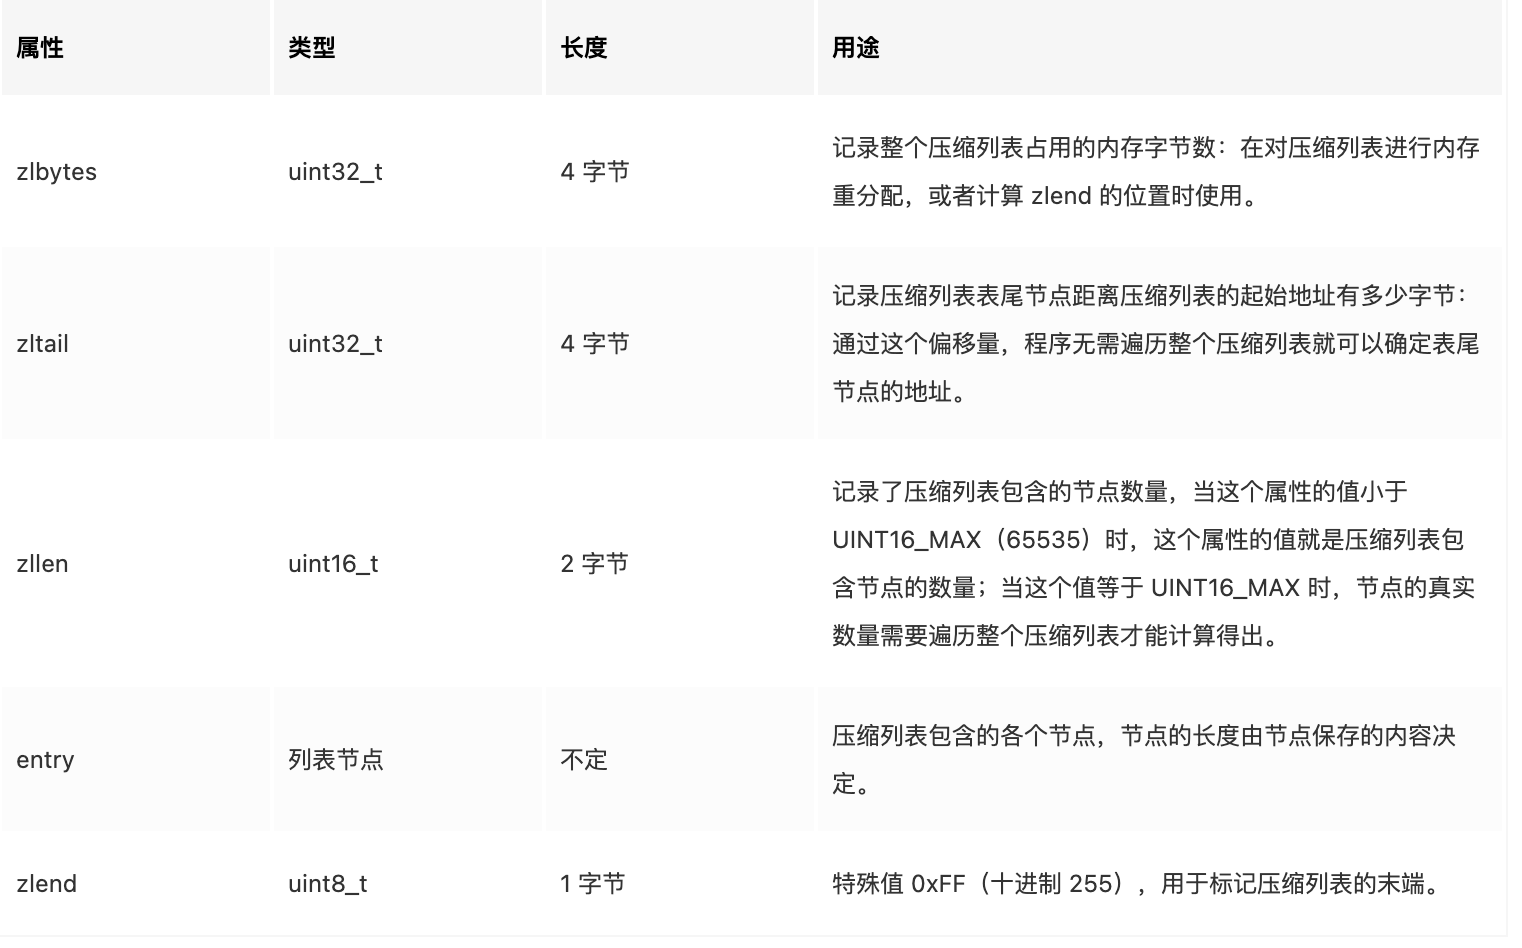 属性 类型 长度 用途
zlbytes uint32_t 4 字节 记录整个压缩列表占用的内存字节数：在对压缩列表进行内存
重分配，或者计算 zlend 的位置时使用。
zltail uint32_t 4 字节 记录压缩列表表尾节点距离压缩列表的起始地址有多少字节：
通过这个偏移量，程序无需遍历整个压缩列表就可以确定表尾
节点的地址。
zllen uint16_t 2 字节 记录了压缩列表包含的节点数量，当这个属性的值小于
UINT16_MAX（65535）时，这个属性的值就是压缩列表包
含节点的数量；当这个值等于 UINT16_MAX 时，节点的真实
数量需要遍历整个压缩列表才能计算得出。
entry 列表节点 不定 压缩列表包含的各个节点，节点的长度由节点保存的内容决
定。
zlend uint8_t 1 字节 特殊值 0xFF（十进制 255），用于标记压缩列表的末端。